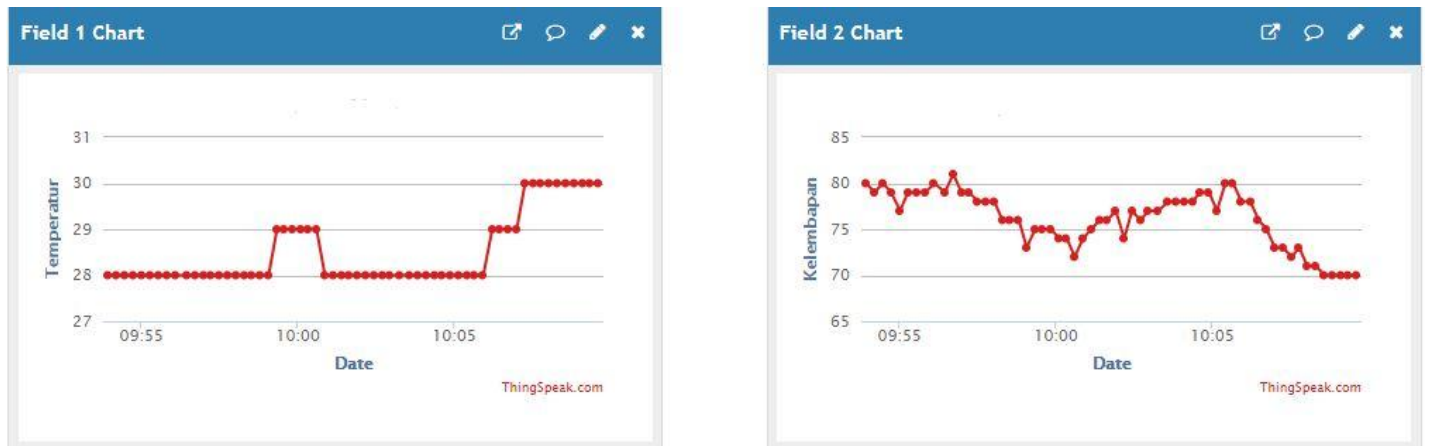 Field 1 Chart
Temperatur
31
30
29
28
27
09:55 10:00 10:05
Date
ThingSpeak.com
Field 2 Chart
Kelembapan
85
80
75
70
65
09:55 10:00 10:05
Date
ThingSpeak.com